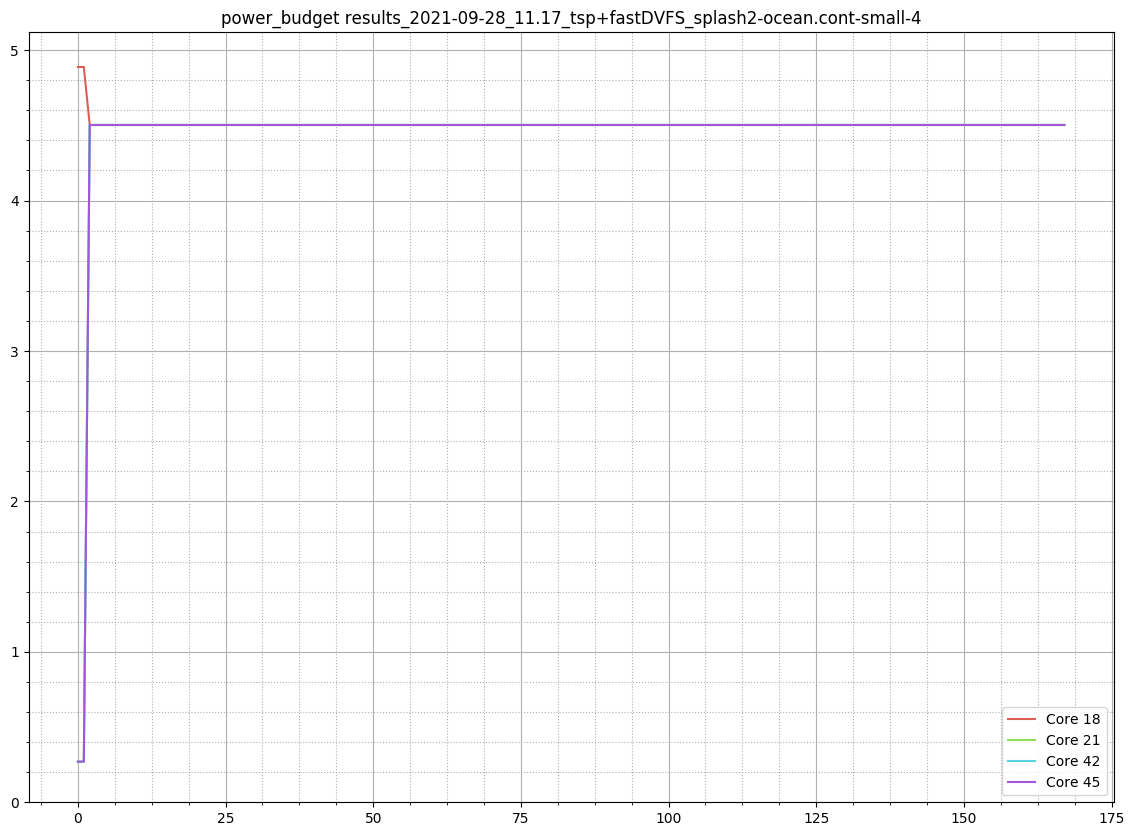 power_budget results_2021-09-28_11.17_tsp+fastDVFS_splash2-ocean.cont-small-4
5
4
3
2
1
0
0 25 50 75 100 125 150 175
Core 18
Core 21
Core 42
Core 45